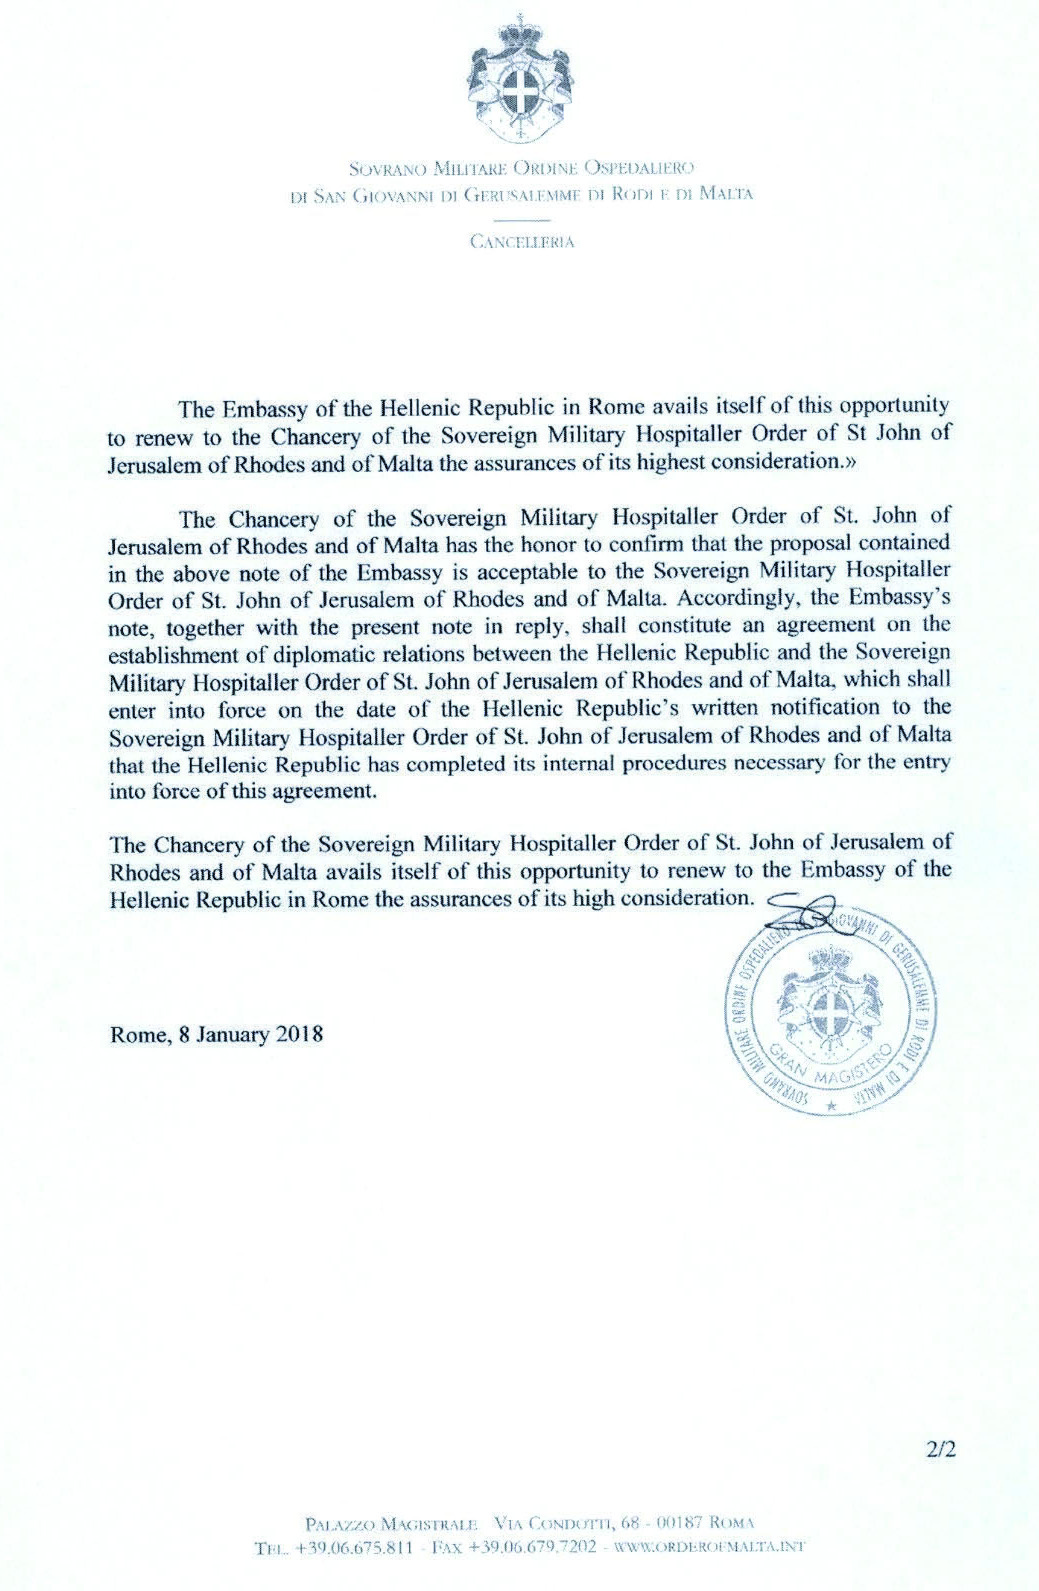 SOVRANO MILITARE ORDINE OSPEDALIERO
DI SAN GIOVANNI DI GERUSALEMME DI RODI E DI MALTA
CANCELLERIA
The Embassy of the Hellenic Republic in Rome avails itself of this opportunity
to renew to the Chancery of the Sovereign Military Hospitaller Order of St John of
Jerusalem of Rhodes and of Malta the assurances of its highest consideration.»
The Chancery of the Sovereign Military Hospitaller Order of St. John of
Jerusalem of Rhodes and of Malta has the honor to confirm that the proposal contained
in the above note of the Embassy is acceptable to the Sovereign Military Hospitaller
Order of St. John of Jerusalem of Rhodes and of Malta. Accordingly, the Embassy's
note, together with the present note in reply, shall constitute an agreement on the
establishment of diplomatic relations between the Hellenic Republic and the Sovereign
Military Hospitaller Order of St. John of Jerusalem of Rhodes and of Malta, which shall
enter into force on the date of the Hellenic Republic's written notification to the
Sovereign Military Hospitaller Order of St. John of Jerusalem of Rhodes and of Malta
that the Hellenic Republic has completed its internal procedures necessary for the entry
into force of this agreement.
The Chancery of the Sovereign Military Hospitaller Order of St. John of Jerusalem of
Rhodes and of Malta avails itself of this opportunity to renew to the Embassy of the
Hellenic Republic in Rome the assurances of its high consideration.
SOVRANO MILITARE ORDINE OSPEDALIERO GIOVANNI DI GERUSALEMME DI RODI E DI MALTA
GRAN MAGISTERO
Rome, 8 January 2018
2/2
PALAZZO MAGISTRALE VIA CONDOTTI, 68 - 00187 ROMA
TEL. +39.06.675.811 - FAX +39.06.679.7202 - WWW.ORDEROFMALTA.INT